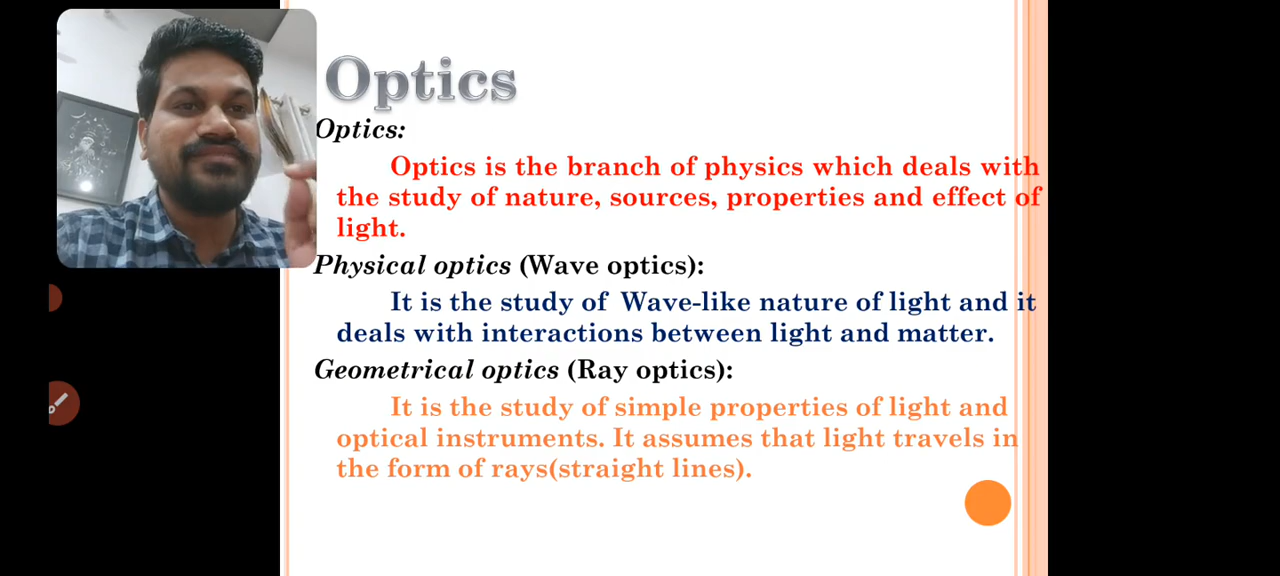 Optics
Optics:
Optics is the branch of physics which deals with
the study of nature, sources, properties and effect of
light.
Physical optics (Wave optics):
It is the study of Wave-like nature of light and it
deals with interactions between light and matter.
Geometrical optics (Ray optics):
It is the study of simple properties of light and
optical instruments. It assumes that light travels in
the form of rays(straight lines).